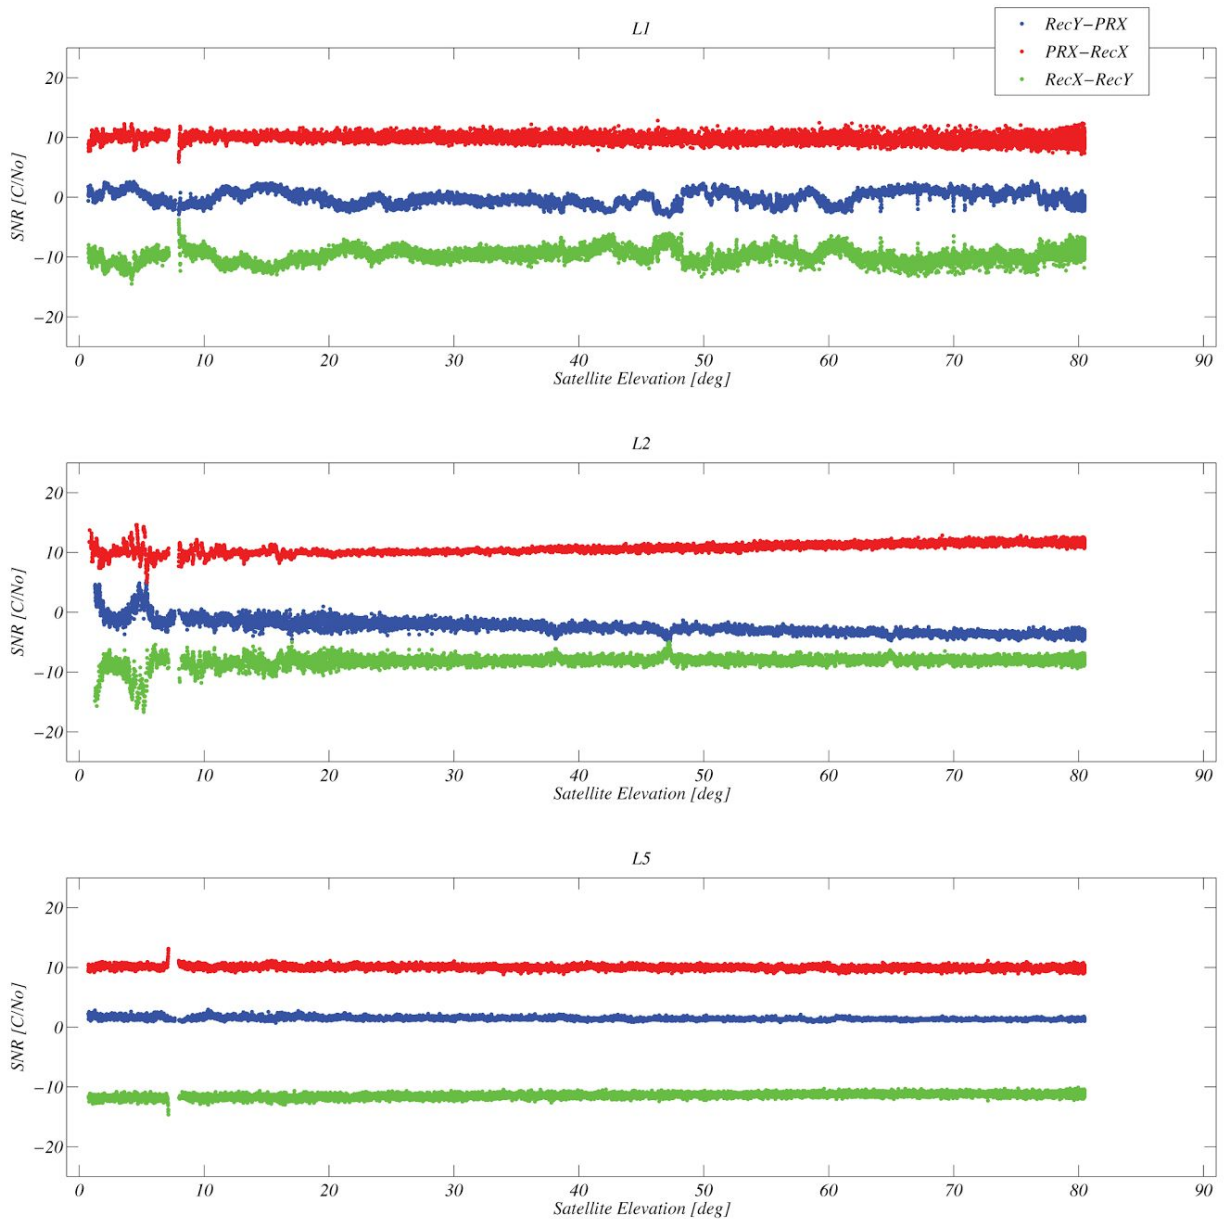 L1
RecY−PRX
PRX−RecX
RecX−RecY
20
10
0
−10
−20
SNR [C/No]
0 10 20 30 40 50 60 70 80 90
Satellite Elevation [deg]
L2
20
10
0
−10
−20
SNR [C/No]
0 10 20 30 40 50 60 70 80 90
Satellite Elevation [deg]
L5
20
10
0
−10
−20
SNR [C/No]
0 10 20 30 40 50 60 70 80 90
Satellite Elevation [deg]